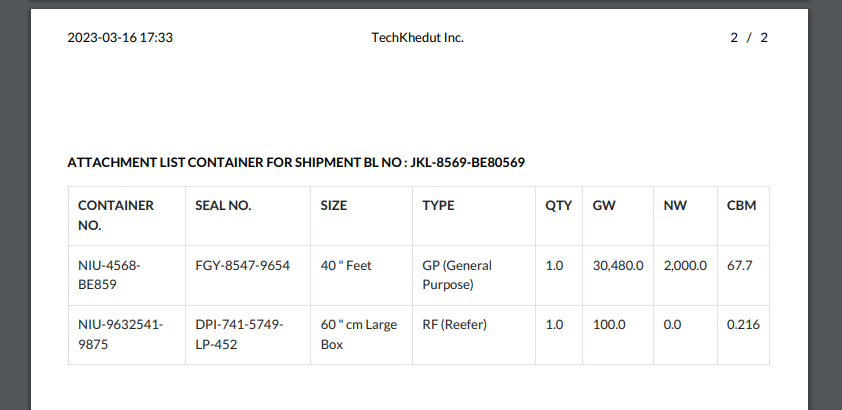 2023-03-16 17:33 TechKhedut Inc. 2 / 2
ATTACHMENT LIST CONTAINER FOR SHIPMENT BL NO : JKL-8569-BE80569
CONTAINER NO. SEAL NO. SIZE TYPE QTY GW NW CBM
NIU-4568-BE859 FGY-8547-9654 40 " Feet GP (General Purpose) 1.0 30,480.0 2,000.0 67.7
NIU-9632541-9875 DPI-741-5749-LP-452 60 " cm Large Box RF (Reefer) 1.0 100.0 0.0 0.216